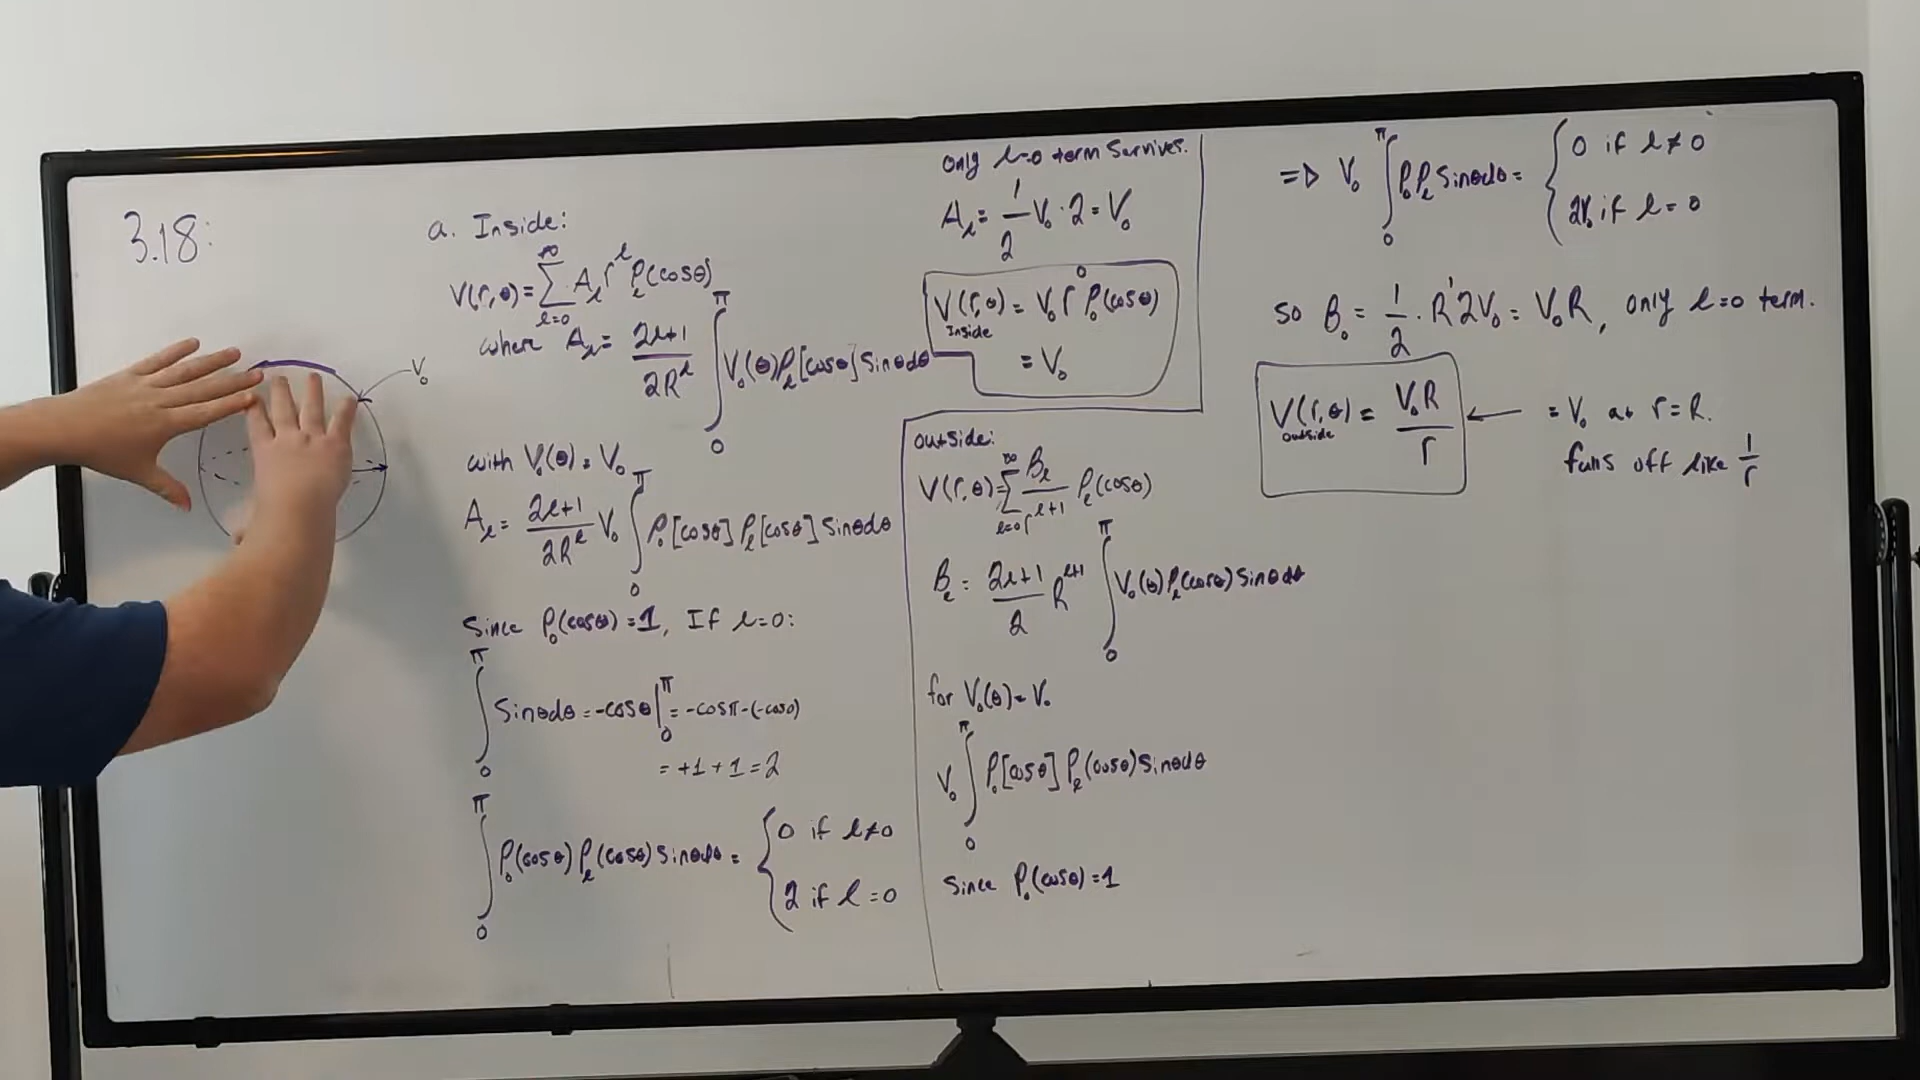 3.18:
V₀
a. Inside:
V(r,θ) = ∑_{l=0}^{∞} A_l r^l P_l(cosθ)
where A_l = (2l+1)/(2R^l) ∫_0^π V₀(θ)P_l[cosθ]sinθdθ
with V₀(θ) = V₀
A_l = (2l+1)/(2R^l) V₀ ∫_0^π P₀[cosθ] P_l[cosθ] sinθdθ
Since P₀(cosθ) = 1, If l=0:
∫_0^π sinθdθ = -cosθ|_0^π = -cosπ-(-cos0)
= +1+1=2
∫_0^π P₀(cosθ) P_l(cosθ) sinθdθ = { 0 if l≠0
2 if l=0
only l=0 term survives.
A_l = 1/2 V₀ · 2 = V₀
V(r,θ) = V₀ r^0 P₀(cosθ)
Inside
= V₀
outside:
V(r,θ) = ∑_{l=0}^{∞} B_l/r^{l+1} P_l(cosθ)
B_l = (2l+1)/2 R^{l+1} ∫_0^π V₀(θ)P_l(cosθ)sinθdθ
for V₀(θ) = V₀
V₀ ∫_0^π P₀[cosθ] P_l(cosθ)sinθdθ
Since P₀(cosθ) = 1
=> V₀ ∫_0^π P₀P_l sinθdθ = { 0 if l≠0
2V₀ if l=0
so B₀ = 1/2 · R^1 2V₀ = V₀R, only l=0 term.
V(r,θ) = V₀R/r ← = V₀ at r=R.
outside
falls off like 1/r